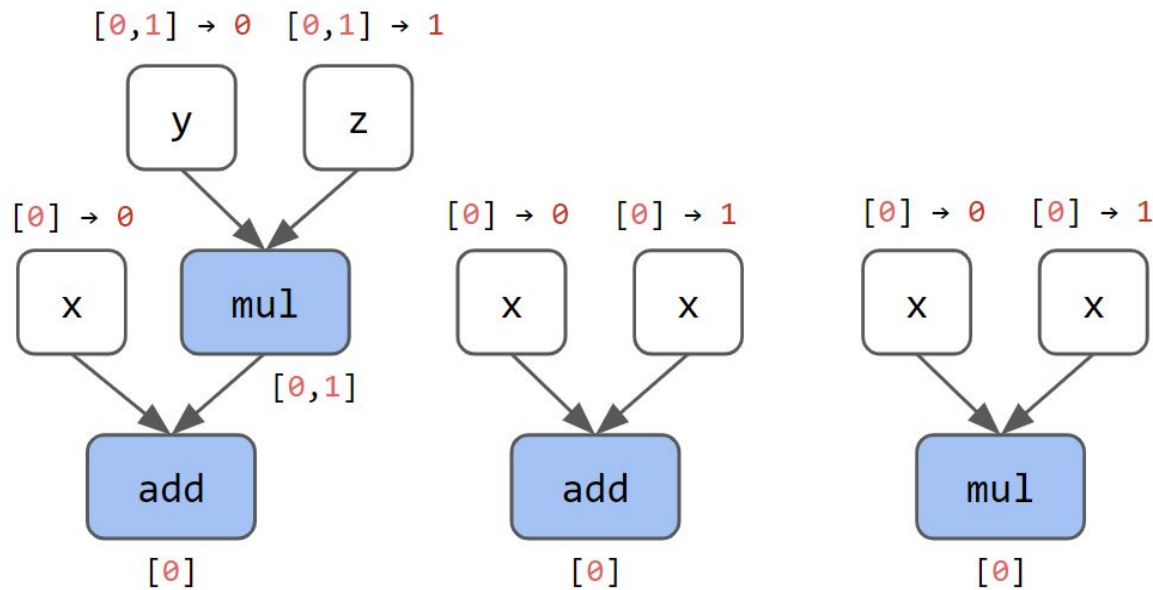 [0,1] → 0 [0,1] → 1
y z
[0] → 0 [0] → 0 [0] → 1 [0] → 0 [0] → 1
x mul x x x x
[0,1]
add add mul
[0] [0] [0]